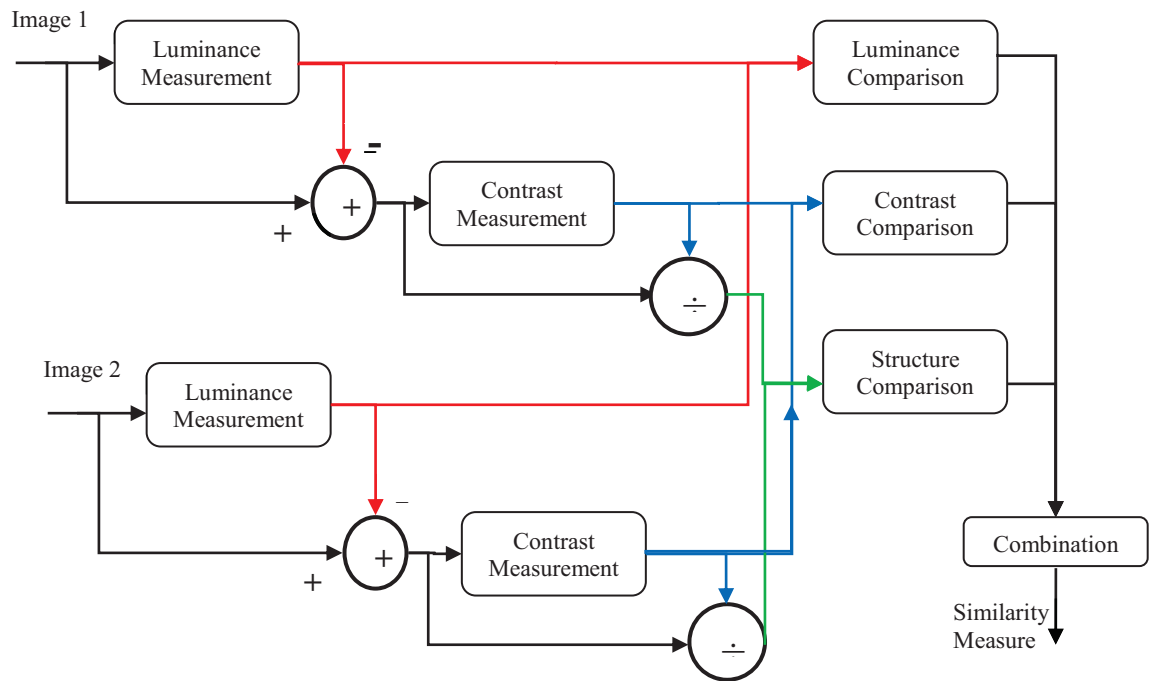 Image 1
Luminance
Measurement
Luminance
Comparison
-
+
+
Contrast
Measurement
Contrast
Comparison
÷
Image 2
Luminance
Measurement
Structure
Comparison
–
+
+
Contrast
Measurement
Combination
÷
Similarity
Measure